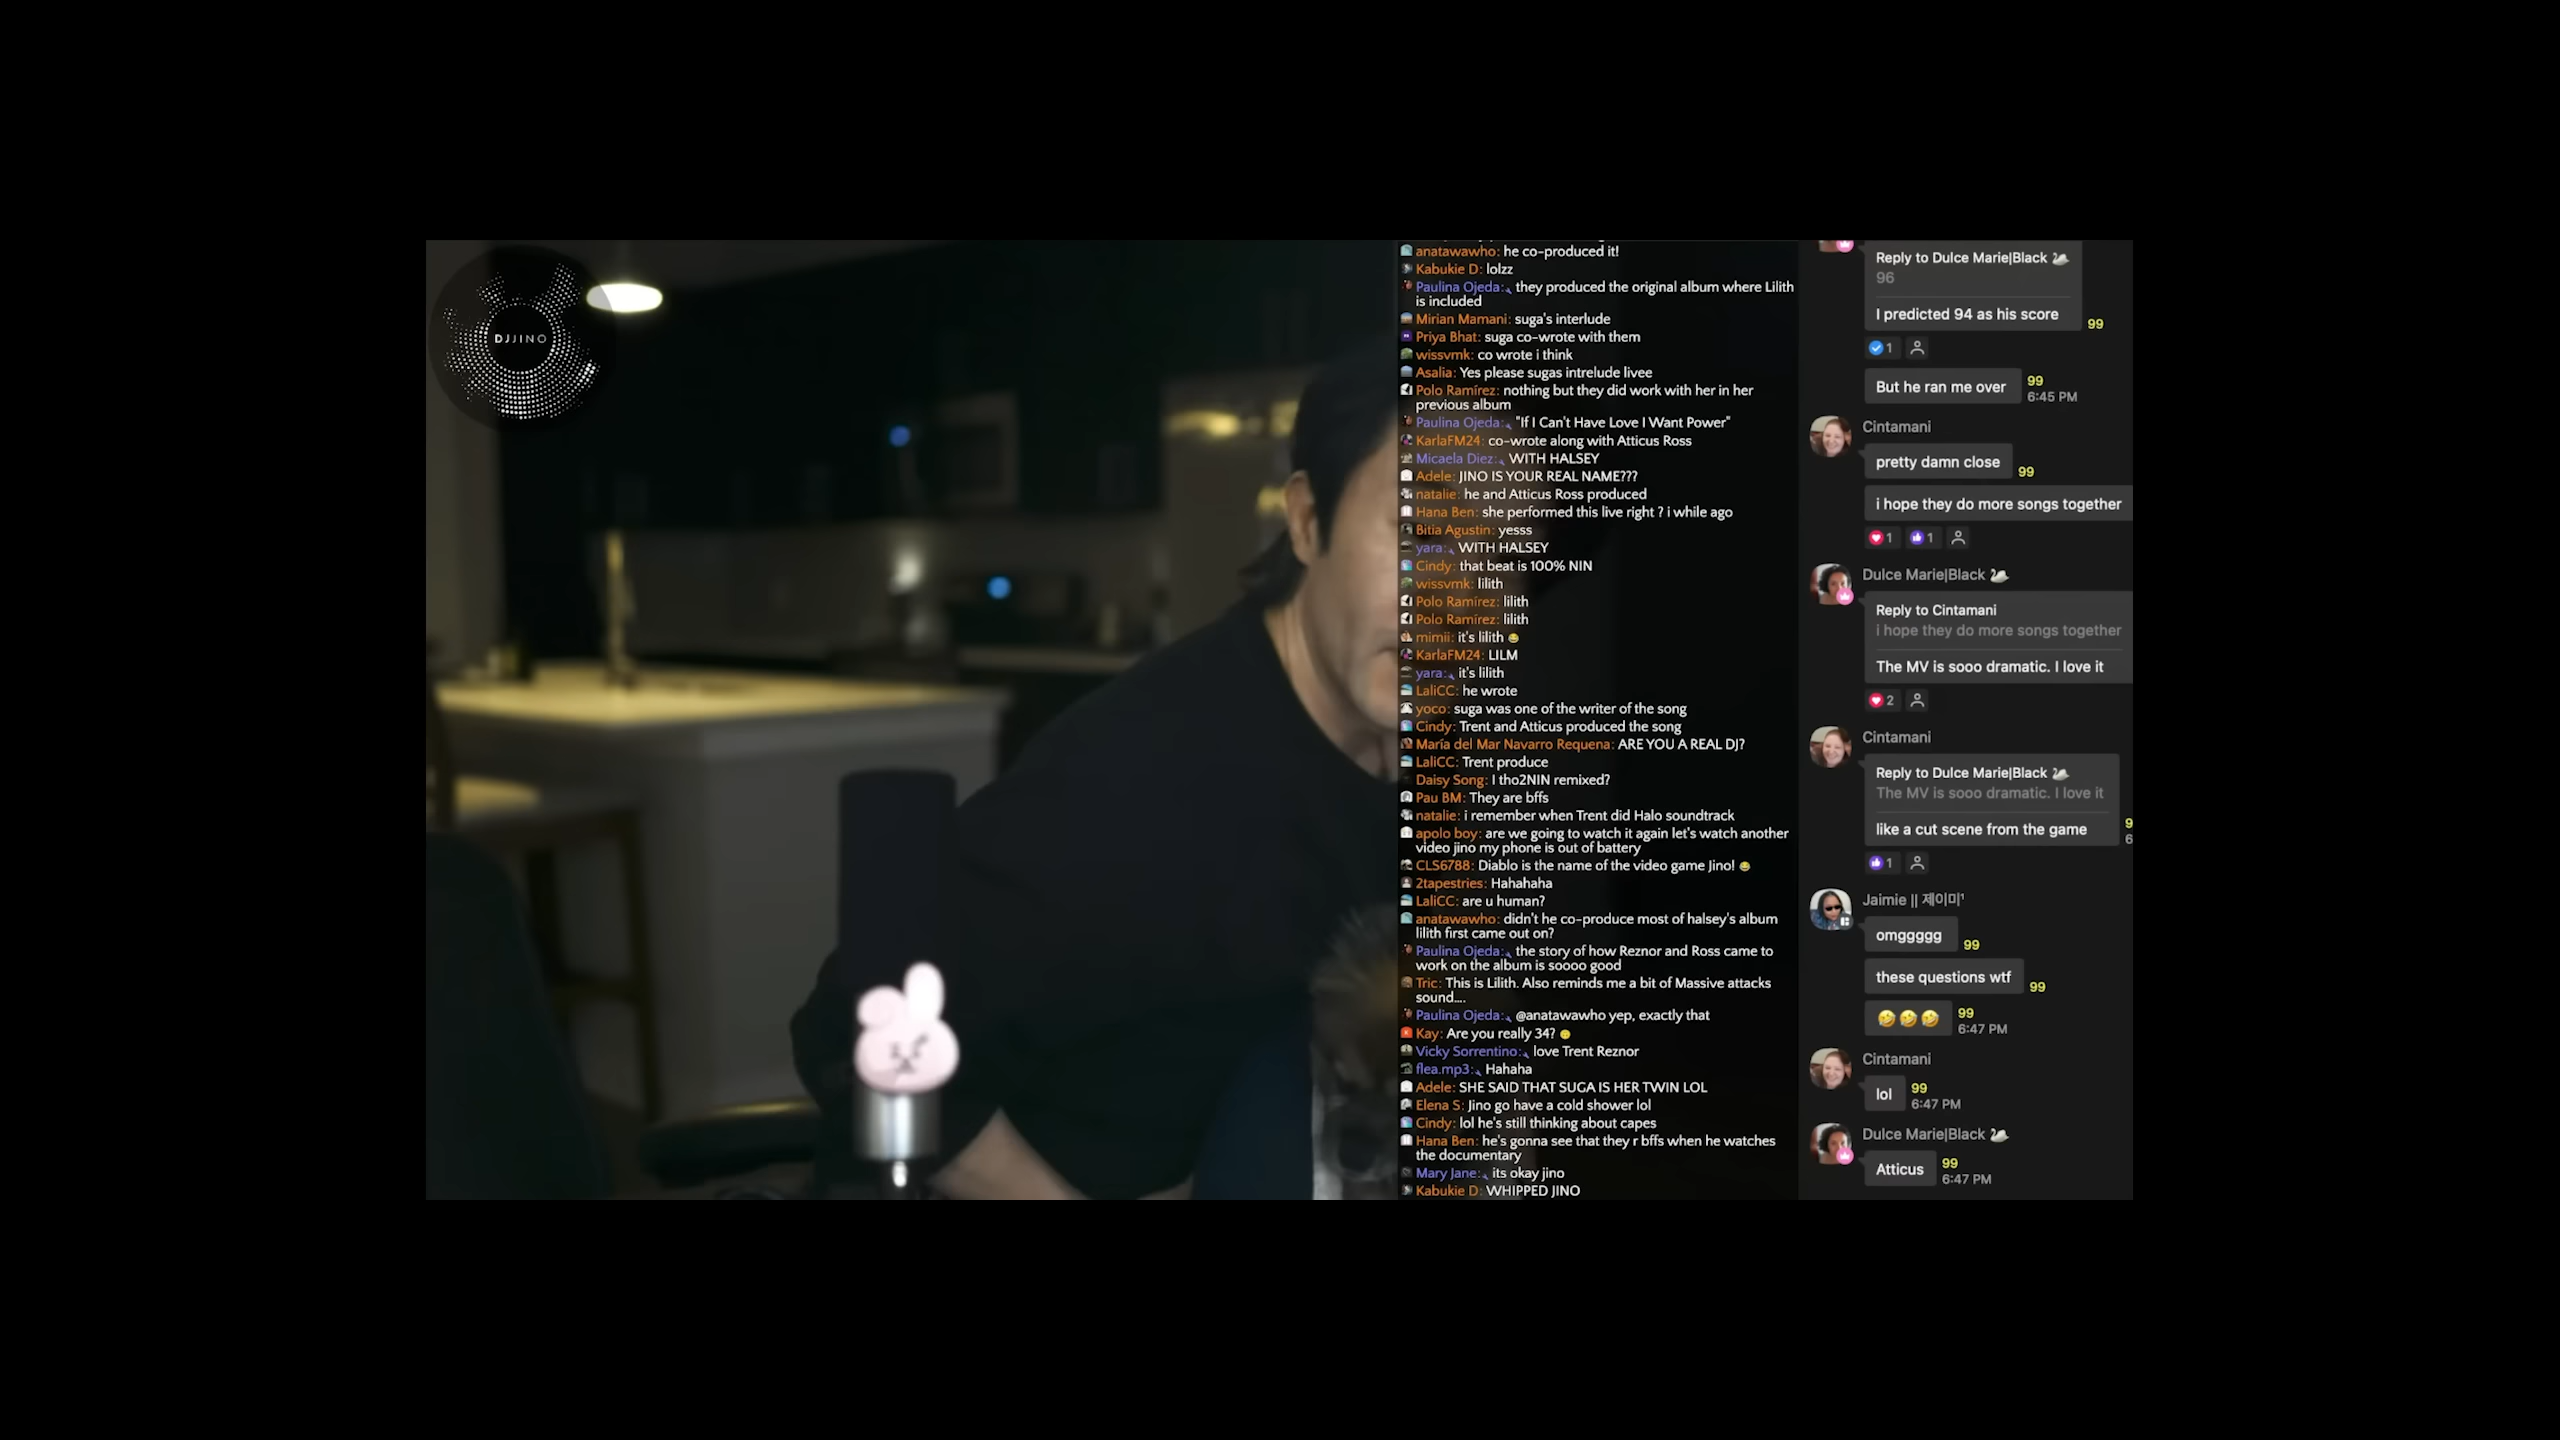 DJJINO
anatawawho: he co-produced it!
Kabukie D: lolzz
Paulina Ojeda: they produced the original album where Lilith
is included
Mirian Mamani: suga's interlude
Priya Bhat: suga co-wrote with them
wissvmk: co wrote i think
Asalia: Yes please sugas intrelude livee
Polo Ramírez: nothing but they did work with her in her
previous album
Paulina Ojeda: "If I Can't Have Love I Want Power"
KarlaFM24: co-wrote along with Atticus Ross
Micaela Diez: WITH HALSEY
Adele: JINO IS YOUR REAL NAME???
natalie: he and Atticus Ross produced
Hana Ben: she performed this live right ? i while ago
Bitia Agustin: yesss
yara: WITH HALSEY
Cindy: that beat is 100% NIN
wissvmk: lilith
Polo Ramírez: lilith
Polo Ramírez: lilith
mimii: it's lilith 😂
KarlaFM24: LILM
yara: it's lilith
LaliCC: he wrote
yoco: suga was one of the writer of the song
Cindy: Trent and Atticus produced the song
María del Mar Navarro Requena: ARE YOU A REAL DJ?
LaliCC: Trent produce
Daisy Song: I tho2NIN remixed?
Pau BM: They are bffs
natalie: i remember when Trent did Halo soundtrack
apolo boy: are we going to watch it again let's watch another
video jino my phone is out of battery
CLS6788: Diablo is the name of the video game Jino! 😂
2tapestries: Hahahaha
LaliCC: are u human?
anatawawho: didn't he co-produce most of halsey's album
lilith first came out on?
Paulina Ojeda: the story of how Reznor and Ross came to
work on the album is soooo good
Tric: This is Lilith. Also reminds me a bit of Massive attacks
sound....
Paulina Ojeda: @anatawawho yep, exactly that
Kay: Are you really 34?
Vicky Sorrentino: love Trent Reznor
flea.mp3: Hahaha
Adele: SHE SAID THAT SUGA IS HER TWIN LOL
Elena S: Jino go have a cold shower lol
Cindy: lol he's still thinking about capes
Hana Ben: he's gonna see that they r bffs when he watches
the documentary
Mary Jane: its okay jino
Kabukie D: WHIPPED JINO
Reply to Dulce Marie|Black 🦢
96
I predicted 94 as his score
99
1
But he ran me over
99
6:45 PM
Cintamani
pretty damn close
99
i hope they do more songs together
1 1
Dulce Marie|Black 🦢
Reply to Cintamani
i hope they do more songs together
The MV is sooo dramatic. I love it
2
Cintamani
Reply to Dulce Marie|Black 🦢
The MV is sooo dramatic. I love it
like a cut scene from the game
9
6
1
Jaimie || 제이미¹
omggggg
99
these questions wtf
99
🤣🤣🤣
99
6:47 PM
Cintamani
lol
99
6:47 PM
Dulce Marie|Black 🦢
Atticus
99
6:47 PM